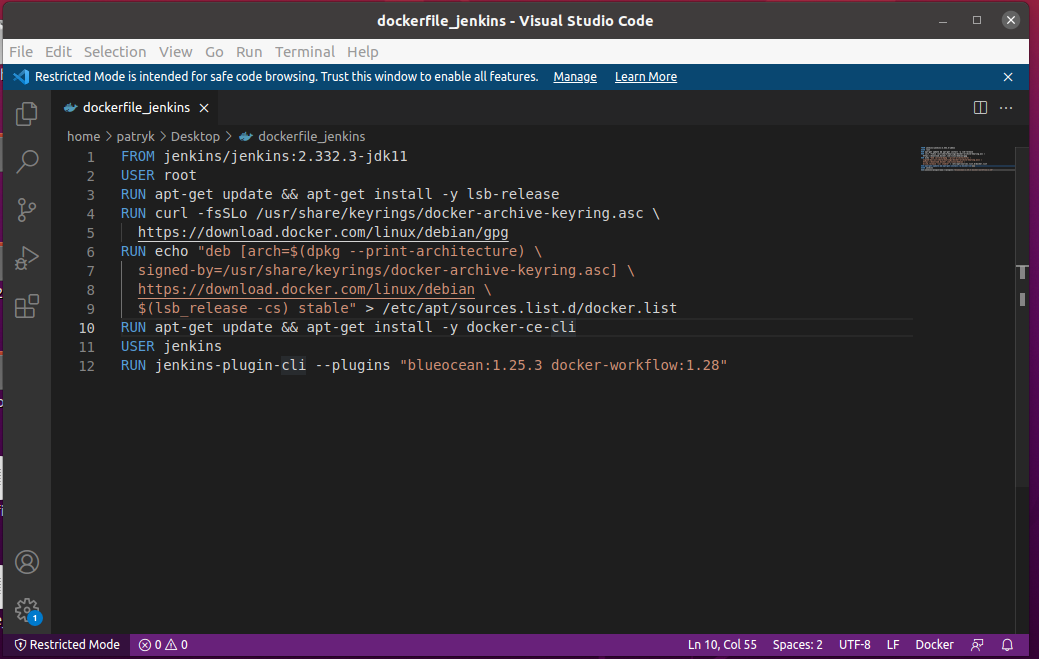 dockerfile_jenkins - Visual Studio Code
File Edit Selection View Go Run Terminal Help
Restricted Mode is intended for safe code browsing. Trust this window to enable all features. Manage Learn More
dockerfile_jenkins
home > patryk > Desktop > dockerfile_jenkins
1 FROM jenkins/jenkins:2.332.3-jdk11
2 USER root
3 RUN apt-get update && apt-get install -y lsb-release
4 RUN curl -fsSLo /usr/share/keyrings/docker-archive-keyring.asc \
5 https://download.docker.com/linux/debian/gpg
6 RUN echo "deb [arch=$(dpkg --print-architecture) \
7 signed-by=/usr/share/keyrings/docker-archive-keyring.asc] \
8 https://download.docker.com/linux/debian \
9 $(lsb_release -cs) stable" > /etc/apt/sources.list.d/docker.list
10 RUN apt-get update && apt-get install -y docker-ce-cli
11 USER jenkins
12 RUN jenkins-plugin-cli --plugins "blueocean:1.25.3 docker-workflow:1.28"
1
Restricted Mode 0 0 Ln 10, Col 55 Spaces: 2 UTF-8 LF Docker